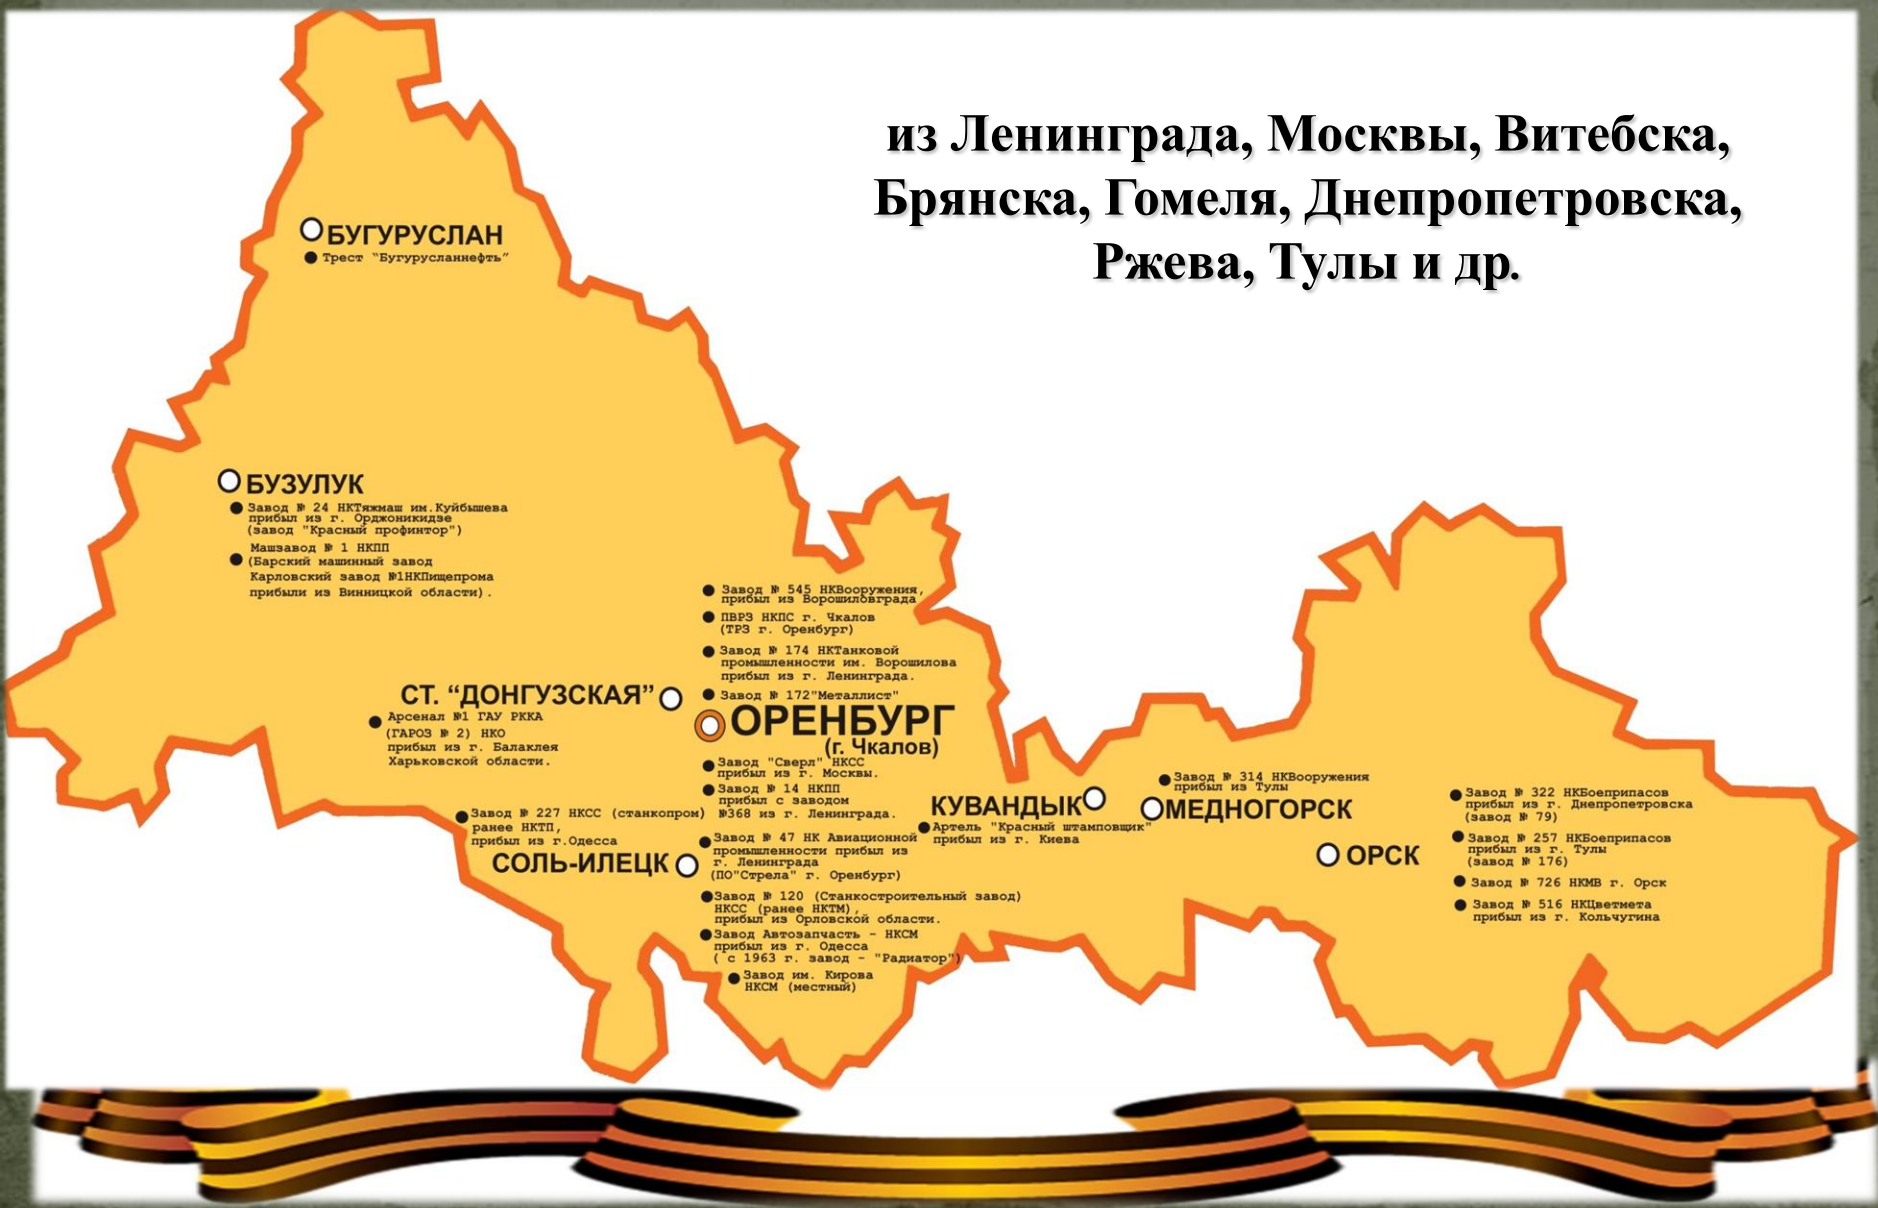 из Ленинграда, Москвы, Витебска,
Брянска, Гомеля, Днепропетровска,
Ржева, Тулы и др.
БУГУРУСЛАН
Трест "Бугурусланнефть"
БУЗУЛУК
Завод № 24 НКТяжмаш им.Куйбышева
прибыл из г. Орджоникидзе
(завод "Красный профинтор")
Машзавод № 1 НКПП
(Барский машинный завод
Карловский завод №1НКПищепрома
прибыли из Винницкой области).
Завод № 545 НКВооружения,
прибыл из Ворошиловграда
ПВРЗ НКПС г. Чкалов
(ТРЗ г. Оренбург)
Завод № 174 НКТанковой
промышленности им. Ворошилова
прибыл из г. Ленинграда.
Завод № 172"Металлист"
СТ. “ДОНГУЗСКАЯ”
Арсенал №1 ГАУ РККА
(ГАРОЗ № 2) НКО
прибыл из г. Балаклея
Харьковской области.
ОРЕНБУРГ
(г. Чкалов)
Завод "Сверл" НКСС
прибыл из г. Москвы.
Завод № 14 НКПП
прибыл с заводом
№368 из г. Ленинграда.
Завод № 227 НКСС (станкопром)
ранее НКТП,
прибыл из г.Одесса
СОЛЬ-ИЛЕЦК
Завод № 47 НК Авиационной
промышленности прибыл из
г. Ленинграда
(ПО"Стрела" г. Оренбург)
Завод № 120 (Станкостроительный завод)
НКСС (ранее НКТМ),
прибыл из Орловской области.
Завод Автозапчасть - НКСМ
прибыл из г. Одесса
( с 1963 г. завод - "Радиатор")
Завод им. Кирова
НКСМ (местный)
КУВАНДЫК
Артель "Красный штамповщик"
прибыл из г. Киева
Завод № 314 НКВооружения
прибыл из Тулы
МЕДНОГОРСК
ОРСК
Завод № 322 НКБоеприпасов
прибыл из г. Днепропетровска
(завод № 79)
Завод № 257 НКБоеприпасов
прибыл из г. Тулы
(завод № 176)
Завод № 726 НКМВ г. Орск
Завод № 516 НКЦветмета
прибыл из г. Кольчугина